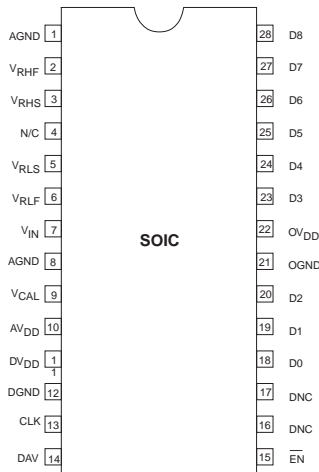 AGND 1 28 D8
VRHF 2 27 D7
VRHS 3 26 D6
N/C 4 25 D5
VRLS 5 24 D4
VRLF 6 23 D3
VIN 7 SOIC 22 OVDD
AGND 8 21 OGND
VCAL 9 20 D2
AVDD 10 19 D1
DVDD 11 18 D0
DGND 12 17 DNC
CLK 13 16 DNC
DAV 14 15 E̅N̅